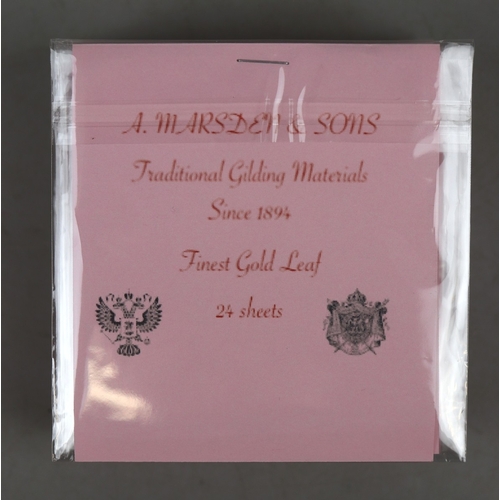 A. MARSDEN & SONS
Traditional Gilding Materials
Since 1894
Finest Gold Leaf
24 sheets